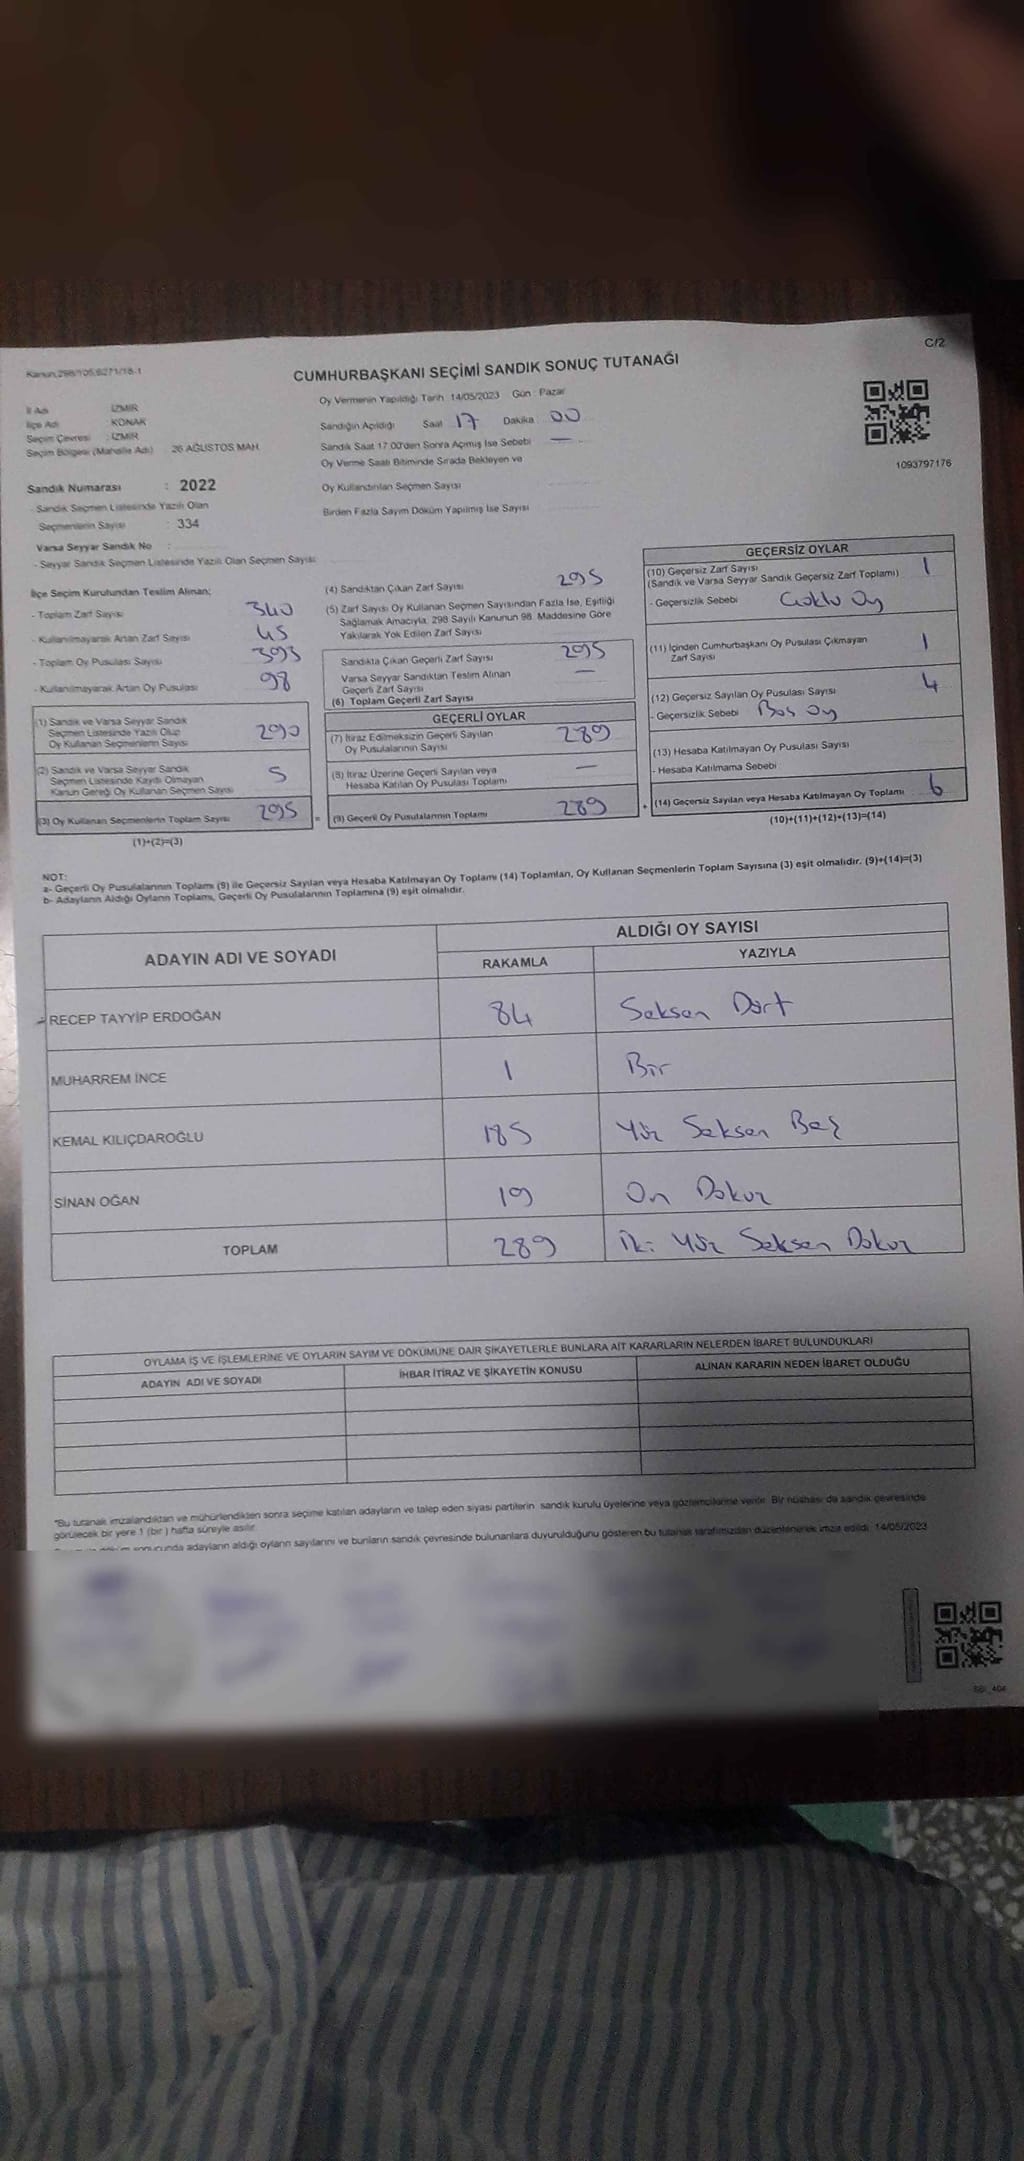 Kanun,298/105,6271/18-1
C/2
CUMHURBAŞKANI SEÇİMİ SANDIK SONUÇ TUTANAĞI
İl Adı : İZMİR
İlçe Adı : KONAK
Seçim Çevresi : İZMİR
Seçim Bölgesi (Mahalle Adı) : 26 AĞUSTOS MAH.
Sandık Numarası : 2022
- Sandık Seçmen Listesinde Yazılı Olan
Seçmenlerin Sayısı : 334
Varsa Seyyar Sandık No :
- Seyyar Sandık Seçmen Listesinde Yazılı Olan Seçmen Sayısı:
Oy Vermenin Yapıldığı Tarih :14/05/2023 Gün : Pazar
Sandığın Açıldığı Saat 17 Dakika 00
Sandık Saat 17:00'den Sonra Açmış İse Sebebi —
Oy Verme Saati Bitiminde Sırada Bekleyen ve
Oy Kullandırılan Seçmen Sayısı
Birden Fazla Sayım Döküm Yapılmış İse Sayısı
1093797176
İlçe Seçim Kurulundan Teslim Alınan;
- Toplam Zarf Sayısı 340
- Kullanılmayarak Artan Zarf Sayısı 45
- Toplam Oy Pusulası Sayısı 393
- Kullanılmayarak Artan Oy Pusulası 98
(1) Sandık ve Varsa Seyyar Sandık
Seçmen Listesinde Yazılı Olup
Oy Kullanan Seçmenlerin Sayısı 290
(2) Sandık ve Varsa Seyyar Sandık
Seçmen Listesinde Kayıtlı Olmayan
Kanun Gereği Oy Kullanan Seçmen Sayısı 5
(3) Oy Kullanan Seçmenlerin Toplam Sayısı 295
(1)+(2)=(3)
(4) Sandıktan Çıkan Zarf Sayısı 295
(5) Zarf Sayısı Oy Kullanan Seçmen Sayısından Fazla İse, Eşitliği
Sağlamak Amacıyla, 298 Sayılı Kanunun 98. Maddesine Göre
Yakılarak Yok Edilen Zarf Sayısı
Sandıkta Çıkan Geçerli Zarf Sayısı 295
Varsa Seyyar Sandıktan Teslim Alınan
Geçerli Zarf Sayısı —
(6) Toplam Geçerli Zarf Sayısı
GEÇERLİ OYLAR
(7) İtiraz Edilmeksizin Geçerli Sayılan
Oy Pusulalarının Sayısı 289
(8) İtiraz Üzerine Geçerli Sayılan veya
Hesaba Katılan Oy Pusulası Toplamı —
= (9) Geçerli Oy Pusulalarının Toplamı 289
GEÇERSİZ OYLAR
(10) Geçersiz Zarf Sayısı
(Sandık ve Varsa Seyyar Sandık Geçersiz Zarf Toplamı) 1
- Geçersizlik Sebebi Çoklu Oy
(11) İçinden Cumhurbaşkanı Oy Pusulası Çıkmayan
Zarf Sayısı 1
(12) Geçersiz Sayılan Oy Pusulası Sayısı 4
- Geçersizlik Sebebi Boş Oy
(13) Hesaba Katılmayan Oy Pusulası Sayısı
- Hesaba Katılmama Sebebi
+ (14) Geçersiz Sayılan veya Hesaba Katılmayan Oy Toplamı 6
(10)+(11)+(12)+(13)=(14)
NOT:
a- Geçerli Oy Pusulalarının Toplamı (9) ile Geçersiz Sayılan veya Hesaba Katılmayan Oy Toplamı (14) Toplamları, Oy Kullanan Seçmenlerin Toplam Sayısına (3) eşit olmalıdır. (9)+(14)=(3)
b- Adayların Aldığı Oyların Toplamı, Geçerli Oy Pusulalarının Toplamına (9) eşit olmalıdır.
ADAYIN ADI VE SOYADI
ALDIĞI OY SAYISI
RAKAMLA YAZIYLA
RECEP TAYYİP ERDOĞAN 84 Seksen Dört
MUHARREM İNCE 1 Bir
KEMAL KILIÇDAROĞLU 185 Yüz Seksen Beş
SİNAN OĞAN 19 On Dokuz
TOPLAM 289 İki Yüz Seksen Dokuz
OYLAMA İŞ VE İŞLEMLERİNE VE OYLARIN SAYIM VE DÖKÜMÜNE DAİR ŞİKAYETLERLE BUNLARA AİT KARARLARIN NELERDEN İBARET BULUNDUKLARI
ADAYIN ADI VE SOYADI İHBAR İTİRAZ VE ŞİKAYETİN KONUSU ALINAN KARARIN NEDEN İBARET OLDUĞU
*Bu tutanak imzalandıktan ve mühürlendikten sonra seçime katılan adayların ve talep eden siyasi partilerin sandık kurulu üyelerine veya gözlemcilerine verilir. Bir nüshası da sandık çevresinde
görülecek bir yere 1 (bir ) hafta süreyle asılır.
sonucunda adayların aldığı oyların sayılarını ve bunların sandık çevresinde bulunanlara duyurulduğunu gösteren bu tutanak tarafımızdan düzenlenerek imza edildi. 14/05/2023
SBİ_404